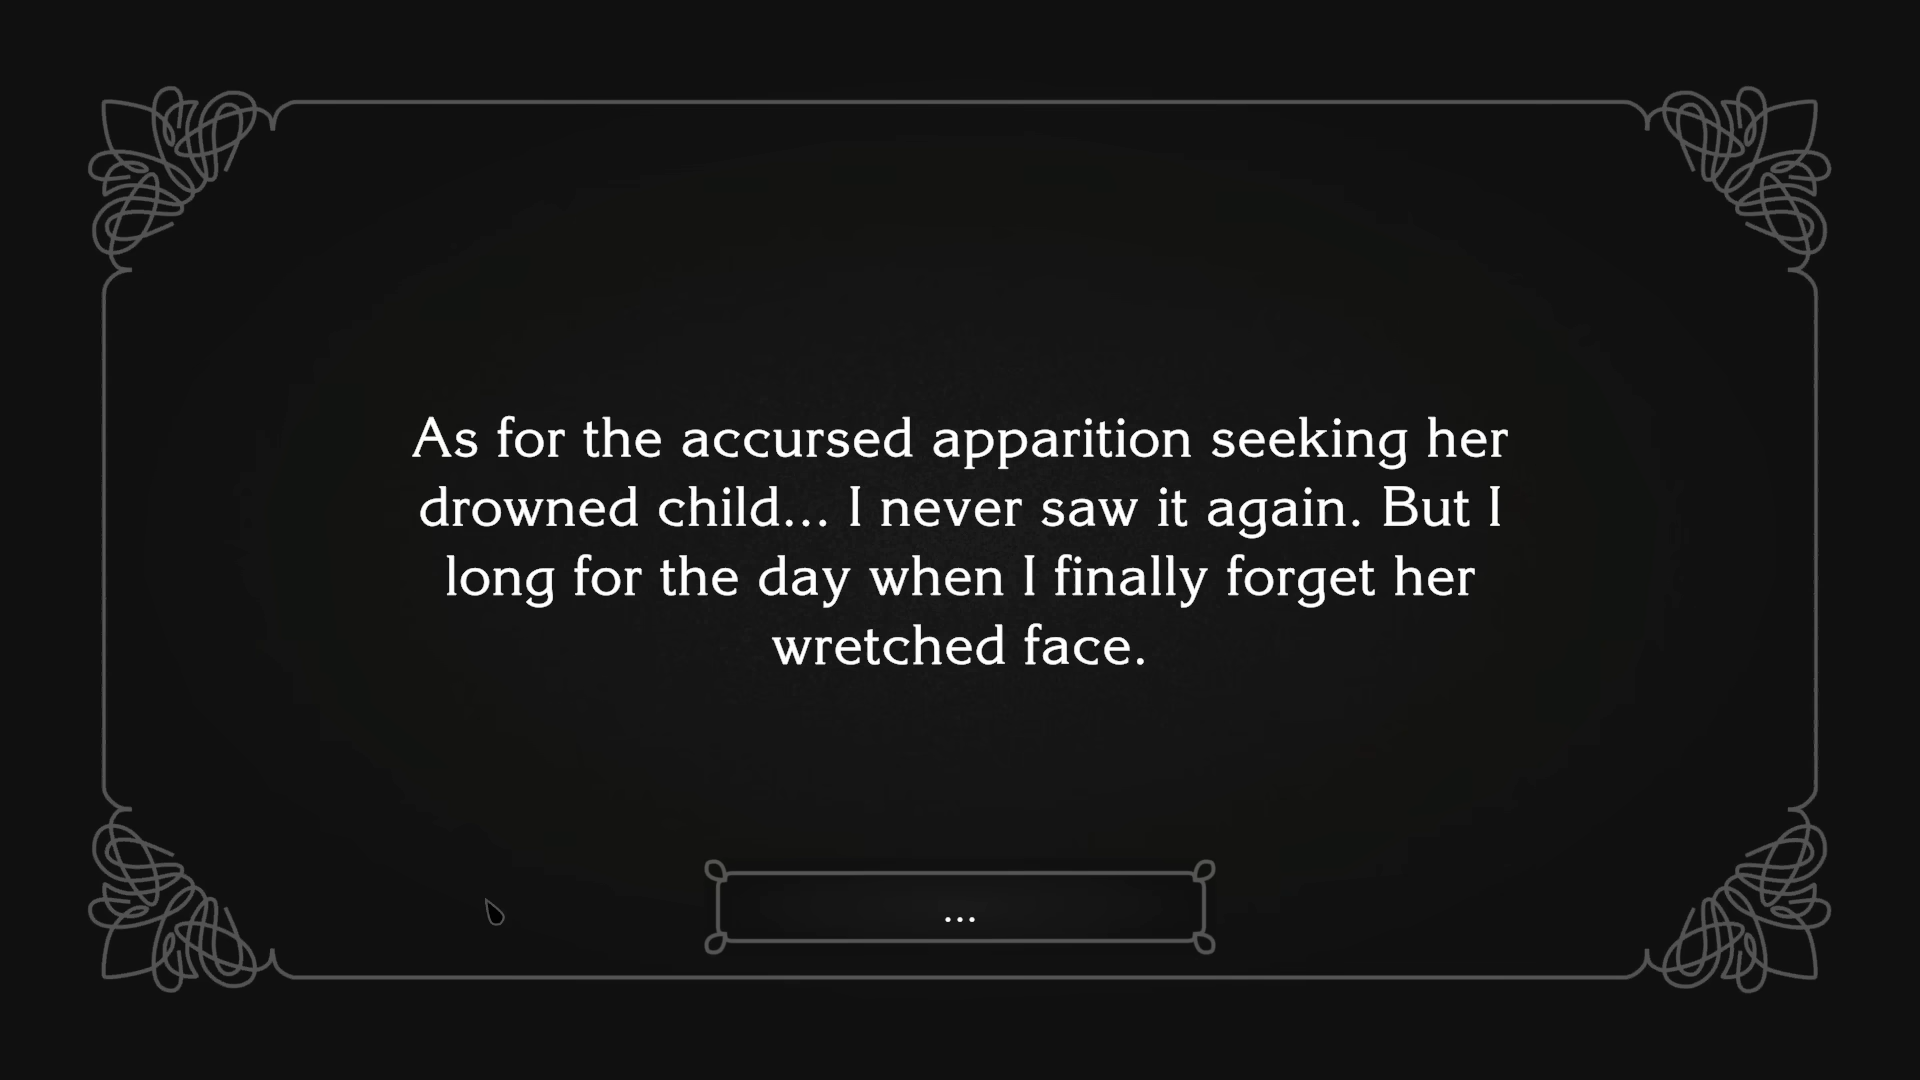 As for the accursed apparition seeking her
drowned child... I never saw it again. But I
long for the day when I finally forget her
wretched face.
...